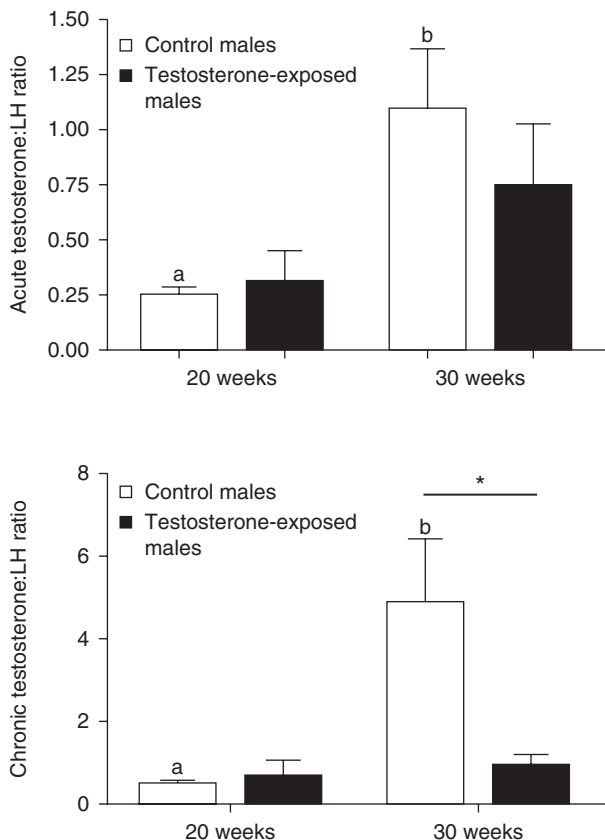 1.50
1.25
1.00
0.75
0.50
0.25
0.00
Acute testosterone:LH ratio
Control males
Testosterone-exposed
males
a
b
20 weeks
30 weeks
8
6
4
2
0
Chronic testosterone:LH ratio
Control males
Testosterone-exposed
males
*
a
b
20 weeks
30 weeks